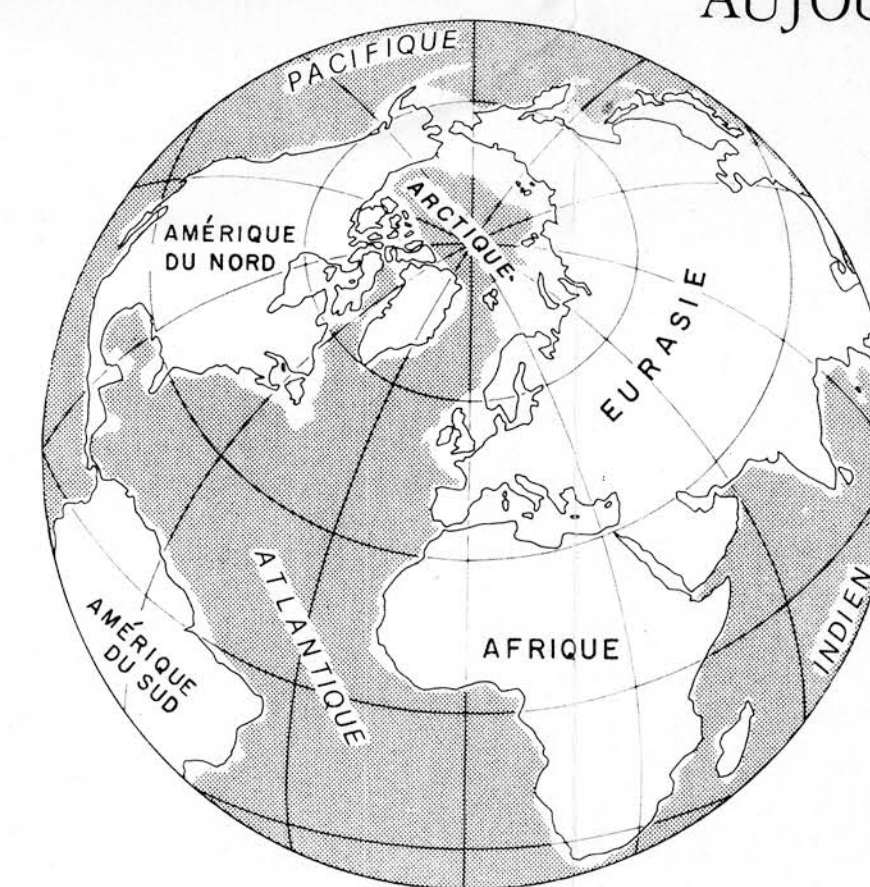 AUJOU
PACIFIQUE
ARCTIQUE
AMÉRIQUE
DU NORD
EURASIE
ATLANTIQUE
AMÉRIQUE
DU SUD
AFRIQUE
INDIEN